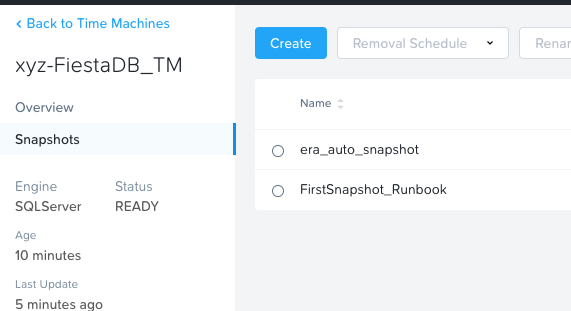 Back to Time Machines
xyz-FiestaDB_TM
Overview
Snapshots
Engine Status
SQLServer READY
Age
10 minutes
Last Update
5 minutes ago
Create Removal Schedule
Name
era_auto_snapshot
FirstSnapshot_Runbook